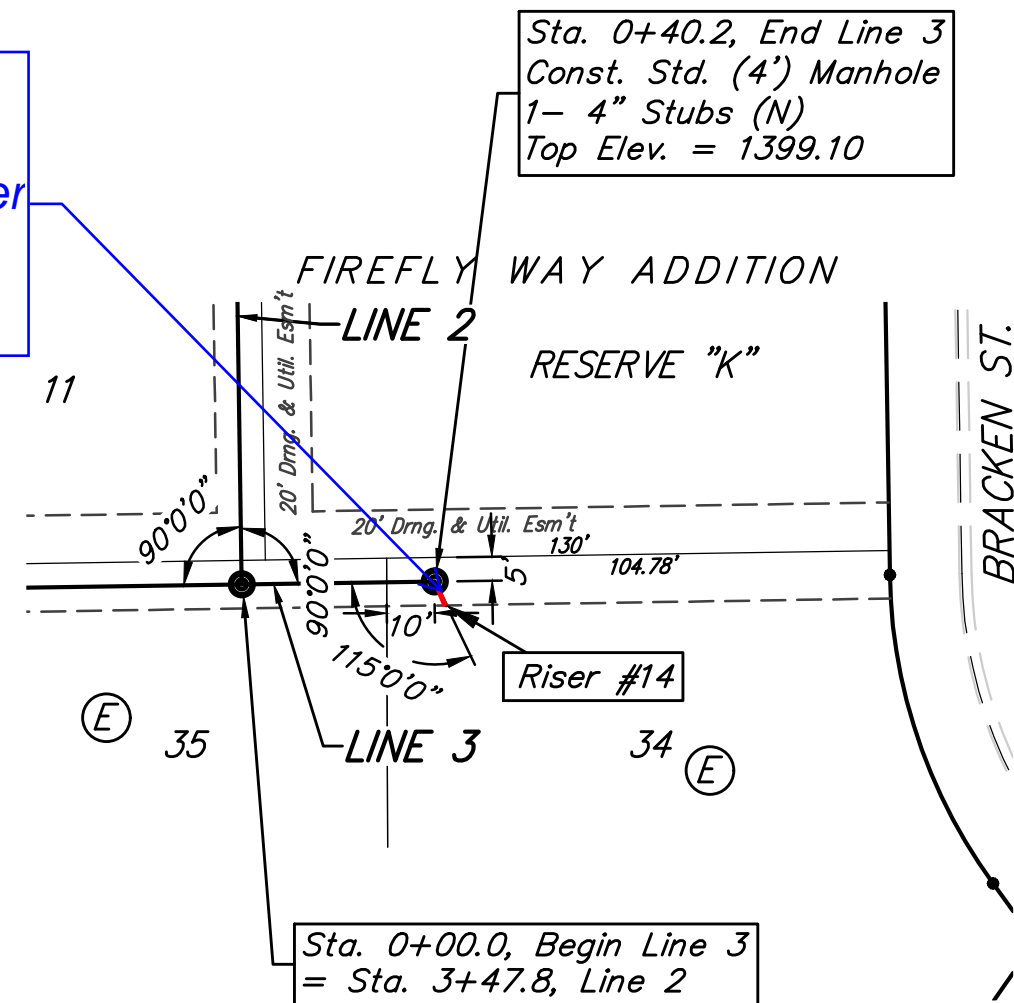 Sta. 0+40.2, End Line 3
Const. Std. (4') Manhole
1- 4" Stubs (N)
Top Elev. = 1399.10
er
FIREFLY WAY ADDITION
LINE 2
RESERVE "K"
BRACKEN ST.
11
20' Drng. & Util. Esm't
90°0'0"
20' Drng. & Util. Esm't
130'
104.78'
90°0'0"
5'
10'
115°0'0"
Riser #14
E
35
LINE 3
34
E
Sta. 0+00.0, Begin Line 3
= Sta. 3+47.8, Line 2